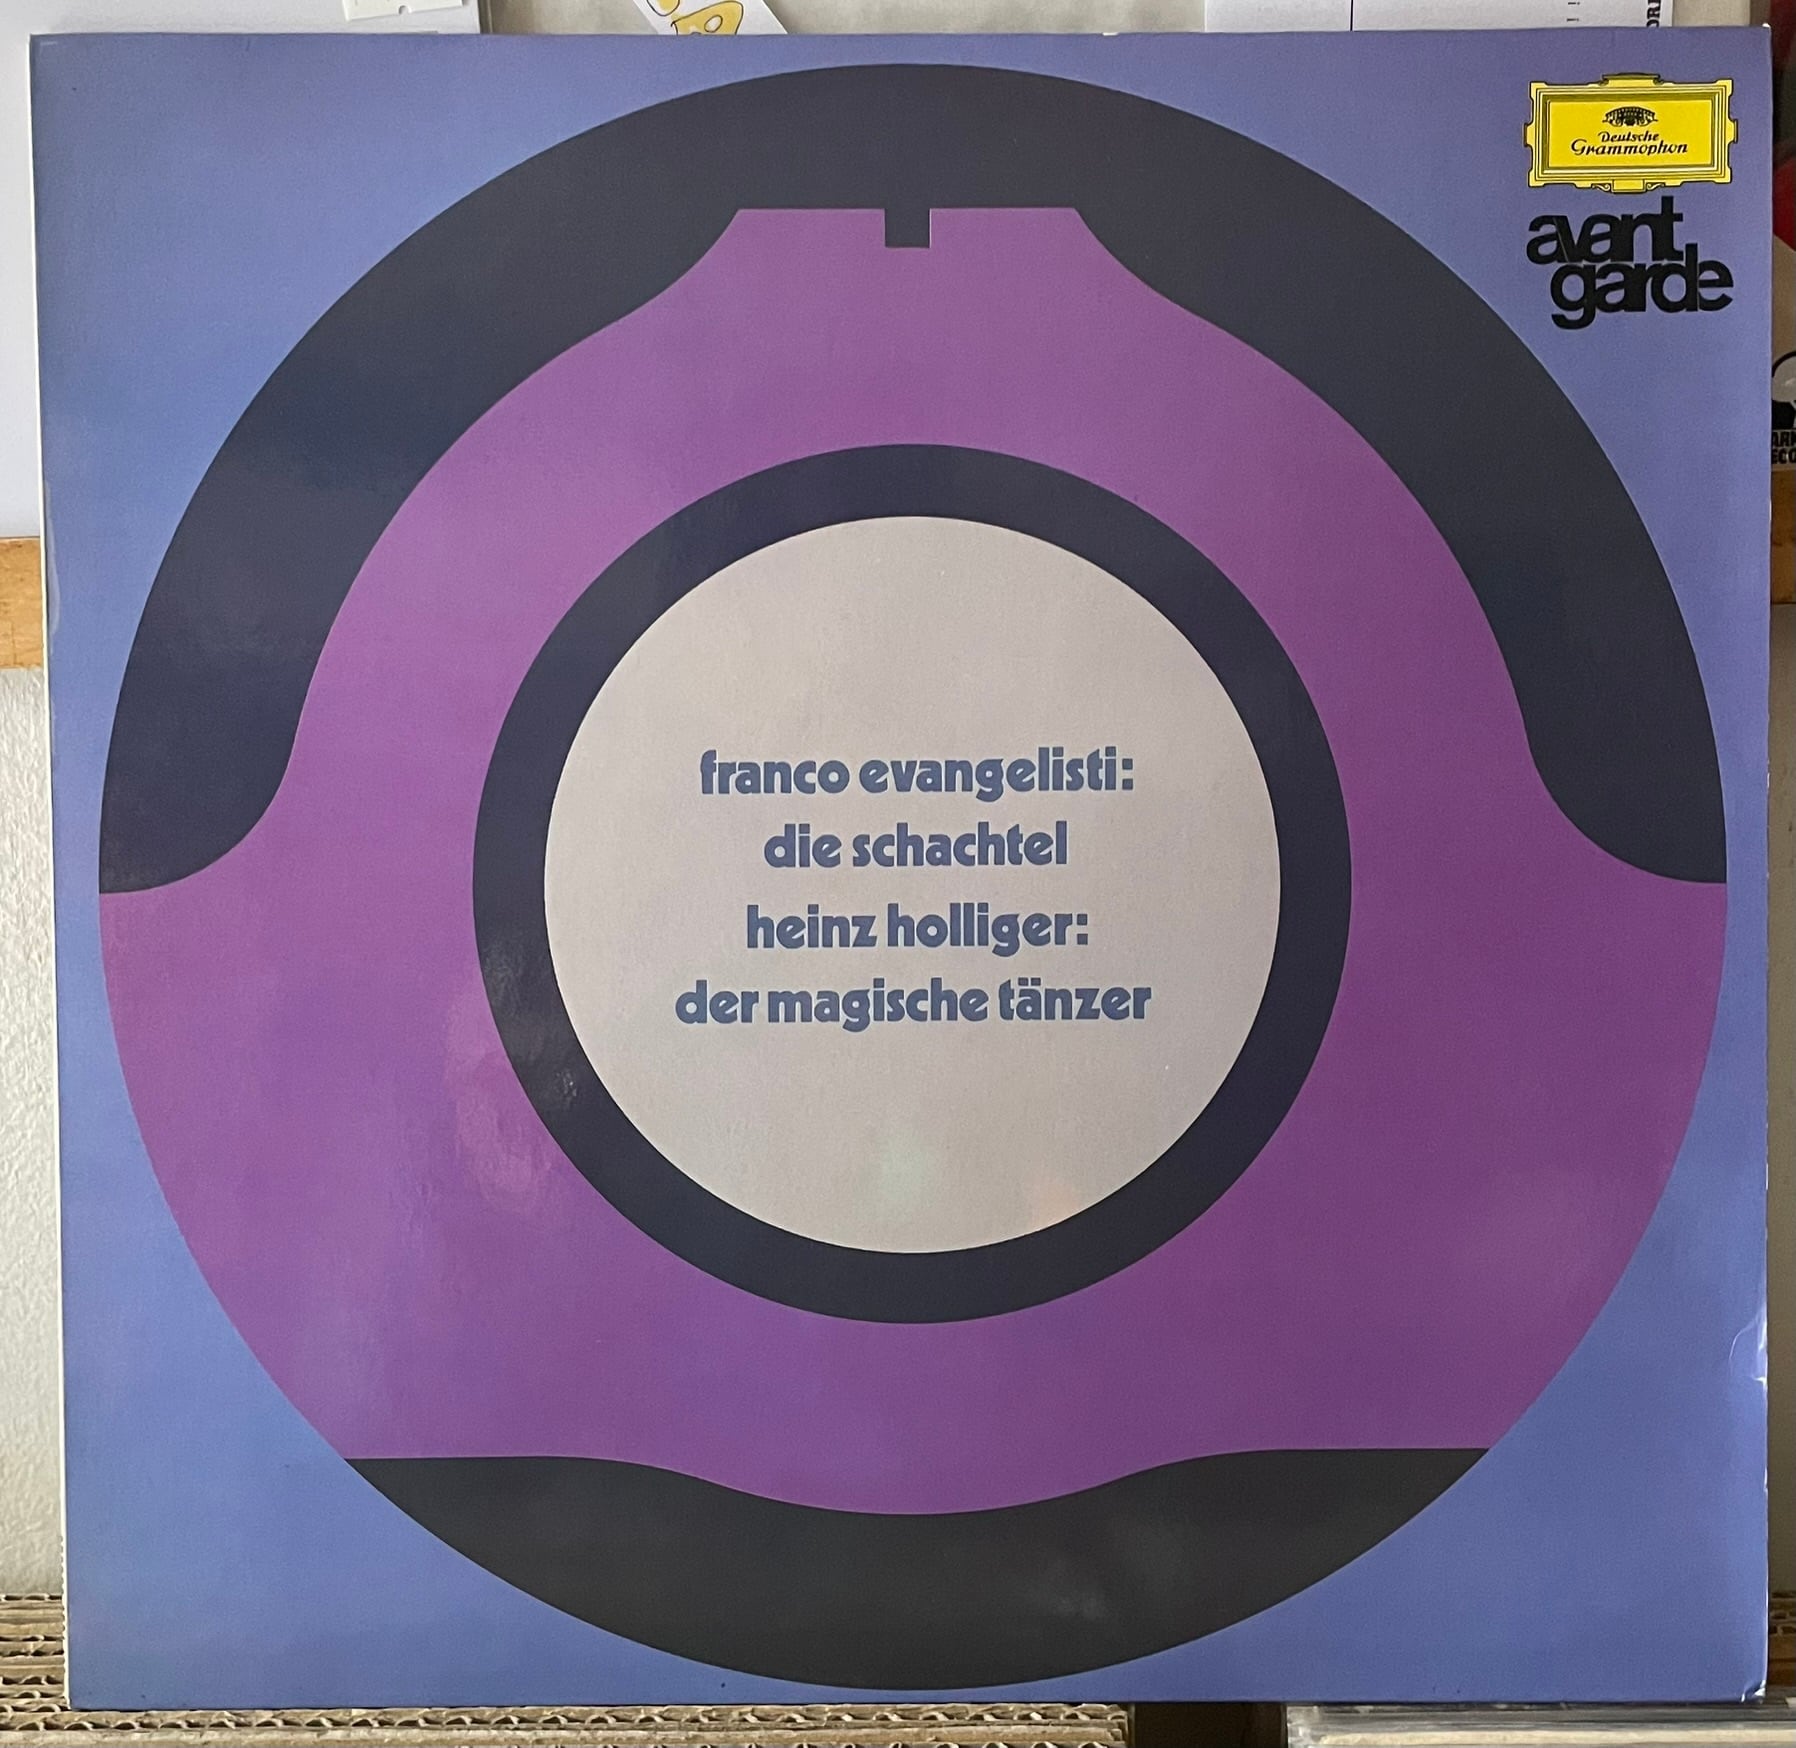 Deutsche
Grammophon
avant
garde
franco evangelisti:
die schachtel
heinz holliger:
der magische tänzer